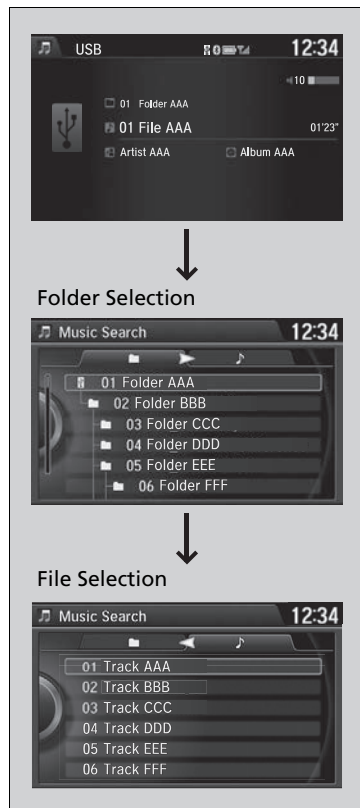 USB 12:34
10
01 Folder AAA
01 File AAA 01'23"
Artist AAA Album AAA
Folder Selection
Music Search 12:34
01 Folder AAA
02 Folder BBB
03 Folder CCC
04 Folder DDD
05 Folder EEE
06 Folder FFF
File Selection
Music Search 12:34
01 Track AAA
02 Track BBB
03 Track CCC
04 Track DDD
05 Track EEE
06 Track FFF